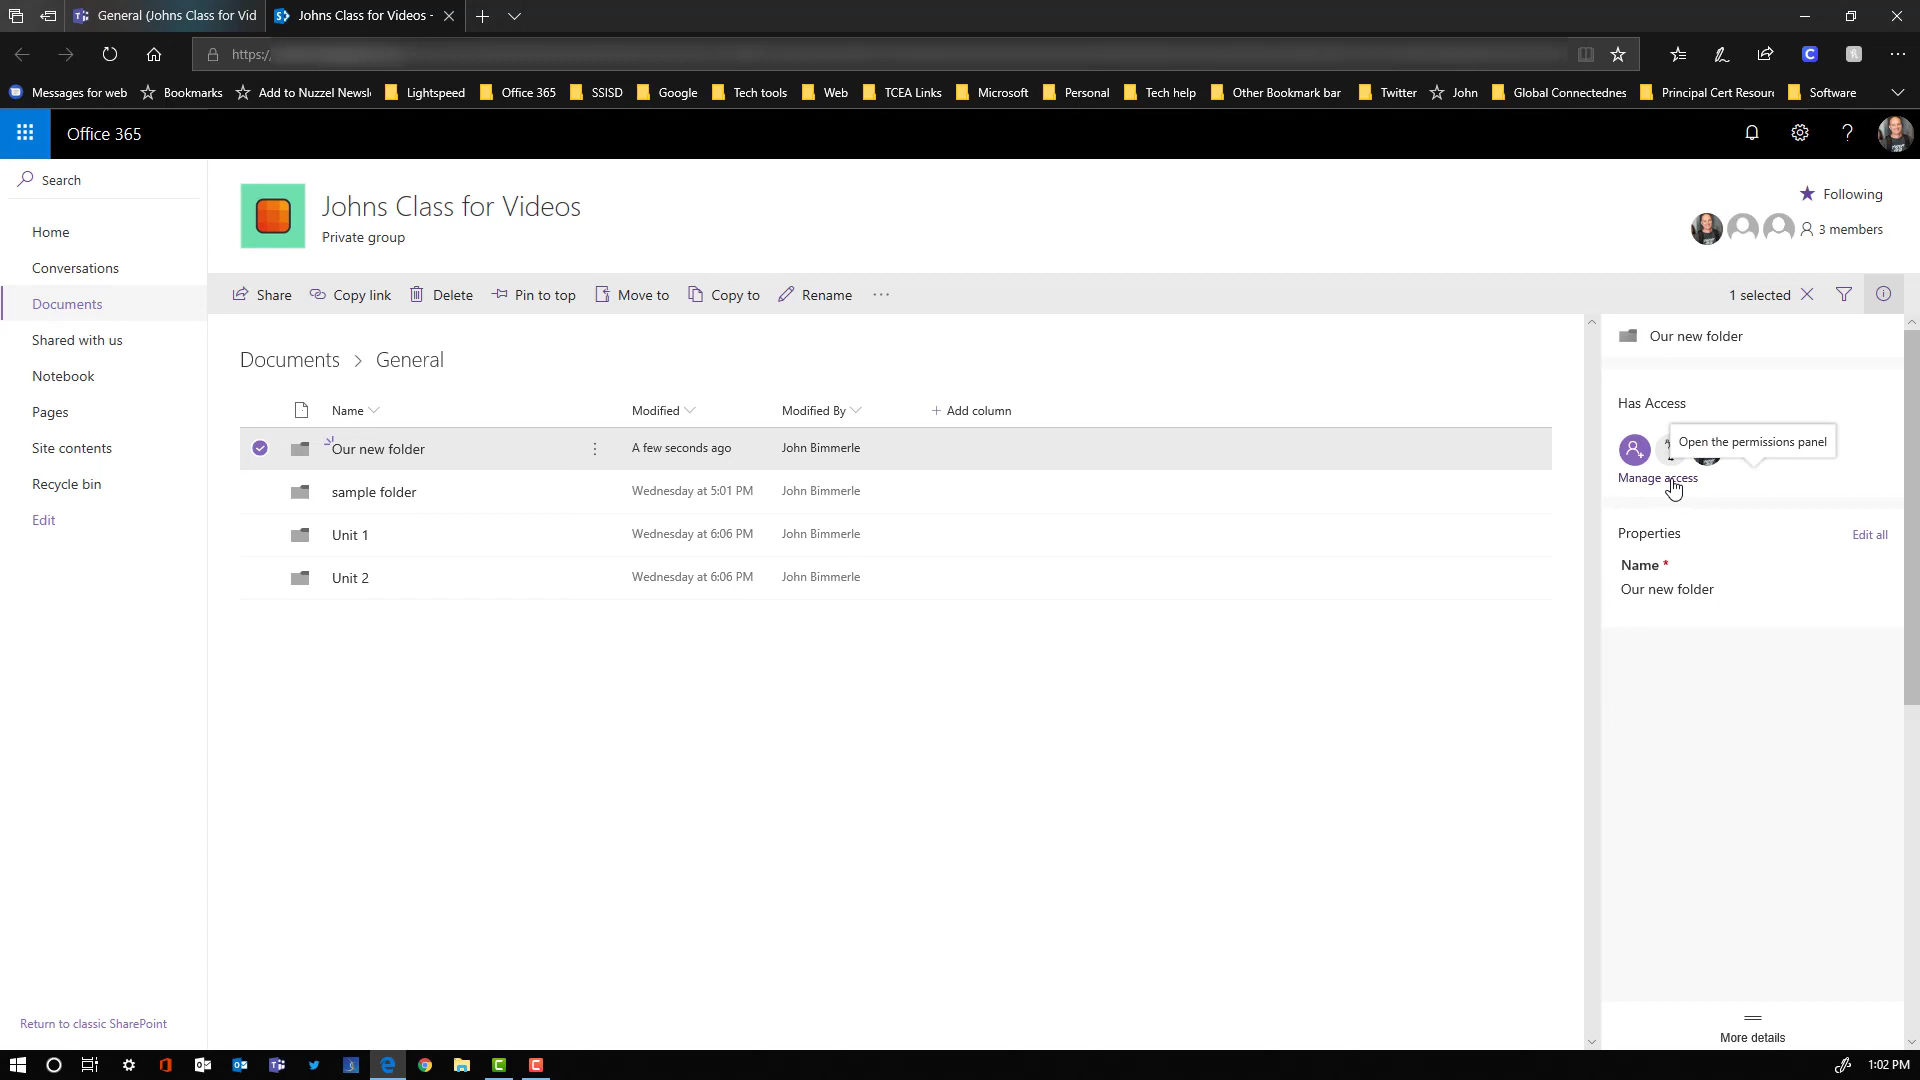 General (Johns Class for Vid
Johns Class for Videos -
https:/
Messages for web
Bookmarks
Add to Nuzzel Newsl
Lightspeed
Office 365
SSISD
Google
Tech tools
Web
TCEA Links
Microsoft
Personal
Tech help
Other Bookmark bar
Twitter
John
Global Connectednes
Principal Cert Resourc
Software
Office 365
Search
Johns Class for Videos
Private group
Following
3 members
Home
Conversations
Documents
Shared with us
Notebook
Pages
Site contents
Recycle bin
Edit
Share
Copy link
Delete
Pin to top
Move to
Copy to
Rename
1 selected
Documents > General
Name
Modified
Modified By
+ Add column
Our new folder
A few seconds ago
John Bimmerle
sample folder
Wednesday at 5:01 PM
John Bimmerle
Unit 1
Wednesday at 6:06 PM
John Bimmerle
Unit 2
Wednesday at 6:06 PM
John Bimmerle
Our new folder
Has Access
Open the permissions panel
Manage access
Properties
Edit all
Name *
Our new folder
More details
Return to classic SharePoint
1:02 PM